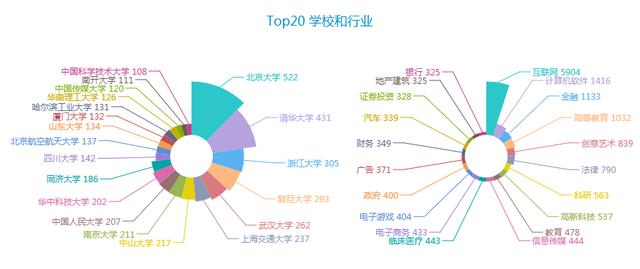 Top20 学校和行业
北京大学 522
清华大学 431
浙江大学 305
复旦大学 293
武汉大学 262
上海交通大学 237
中山大学 217
南京大学 211
中国人民大学 207
华中科技大学 202
同济大学 186
四川大学 142
北京航空航天大学 137
山东大学 134
厦门大学 132
哈尔滨工业大学 131
华南理工大学 126
中国传媒大学 120
南开大学 111
中国科学技术大学 108
互联网 5904
计算机软件 1416
金融 1133
高等教育 1032
创意艺术 839
法律 790
科研 563
高新科技 537
教育 478
信息传媒 444
临床医疗 443
电子商务 433
电子游戏 404
政府 400
广告 371
财务 349
汽车 339
证券投资 328
地产建筑 325
银行 325